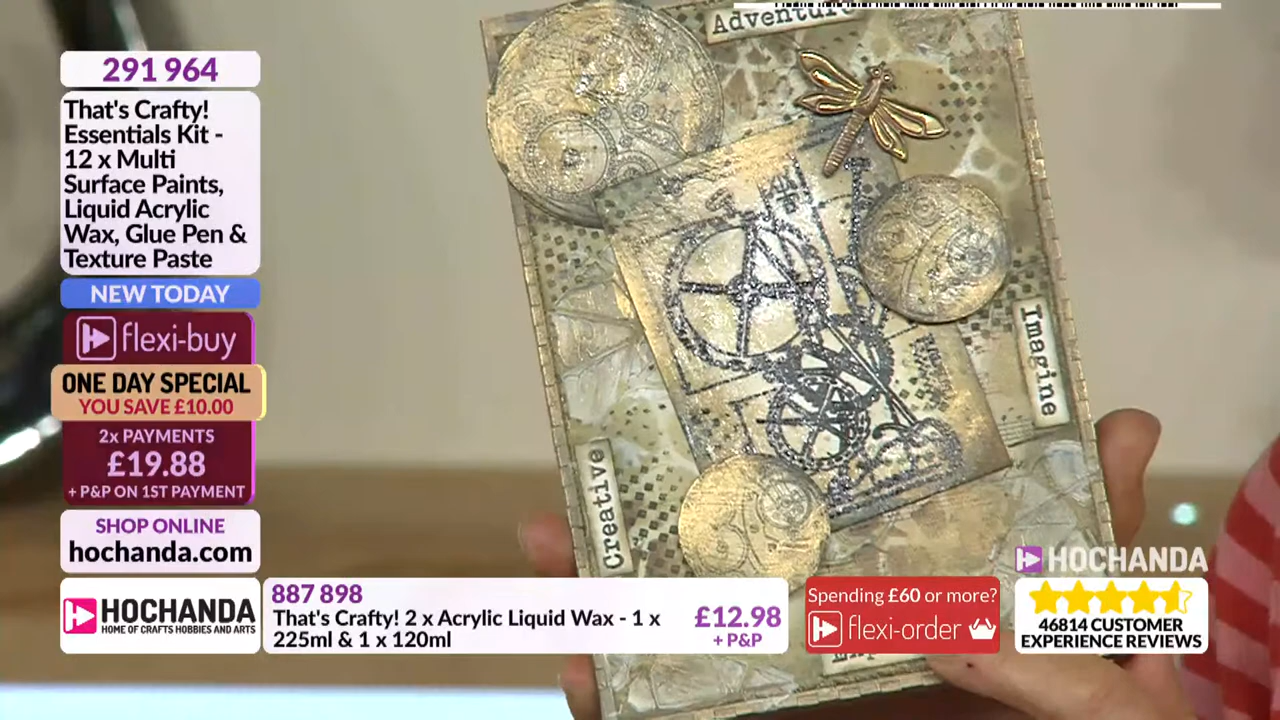 291 964
That's Crafty!
Essentials Kit -
12 x Multi
Surface Paints,
Liquid Acrylic
Wax, Glue Pen &
Texture Paste
NEW TODAY
flexi-buy
ONE DAY SPECIAL
YOU SAVE £10.00
2x PAYMENTS
£19.88
+ P&P ON 1ST PAYMENT
SHOP ONLINE
hochanda.com
HOCHANDA
HOME OF CRAFTS HOBBIES AND ARTS
887 898
That's Crafty! 2 x Acrylic Liquid Wax - 1 x
225ml & 1 x 120ml
£12.98
+ P&P
Spending £60 or more?
flexi-order
HOCHANDA
46814 CUSTOMER
EXPERIENCE REVIEWS
Adventure
Imagine
Creative